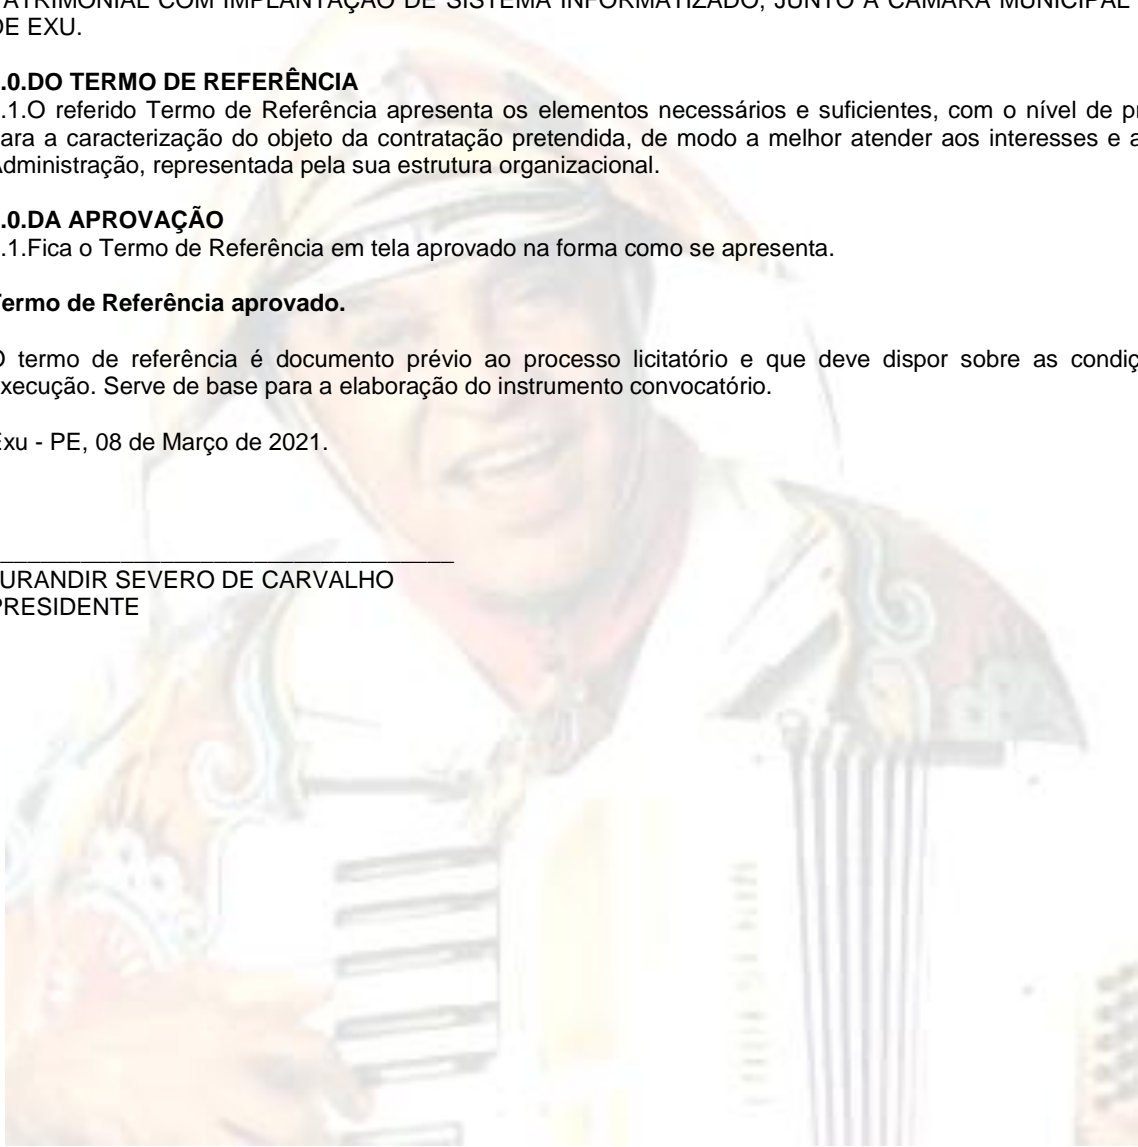 ATRIMONIAL COM IMPLANTAÇÃO DE SISTEMA INFORMATIZADO, JUNTO A CÂMARA MUNICIPAL
DE EXU.
.0.DO TERMO DE REFERÊNCIA
.1.O referido Termo de Referência apresenta os elementos necessários e suficientes, com o nível de pr
ara a caracterização do objeto da contratação pretendida, de modo a melhor atender aos interesses e a
Administração, representada pela sua estrutura organizacional.
.0.DA APROVAÇÃO
.1.Fica o Termo de Referência em tela aprovado na forma como se apresenta.
Termo de Referência aprovado.
O termo de referência é documento prévio ao processo licitatório e que deve dispor sobre as condiç
xecução. Serve de base para a elaboração do instrumento convocatório.
Exu - PE, 08 de Março de 2021.
URANDIR SEVERO DE CARVALHO
PRESIDENTE